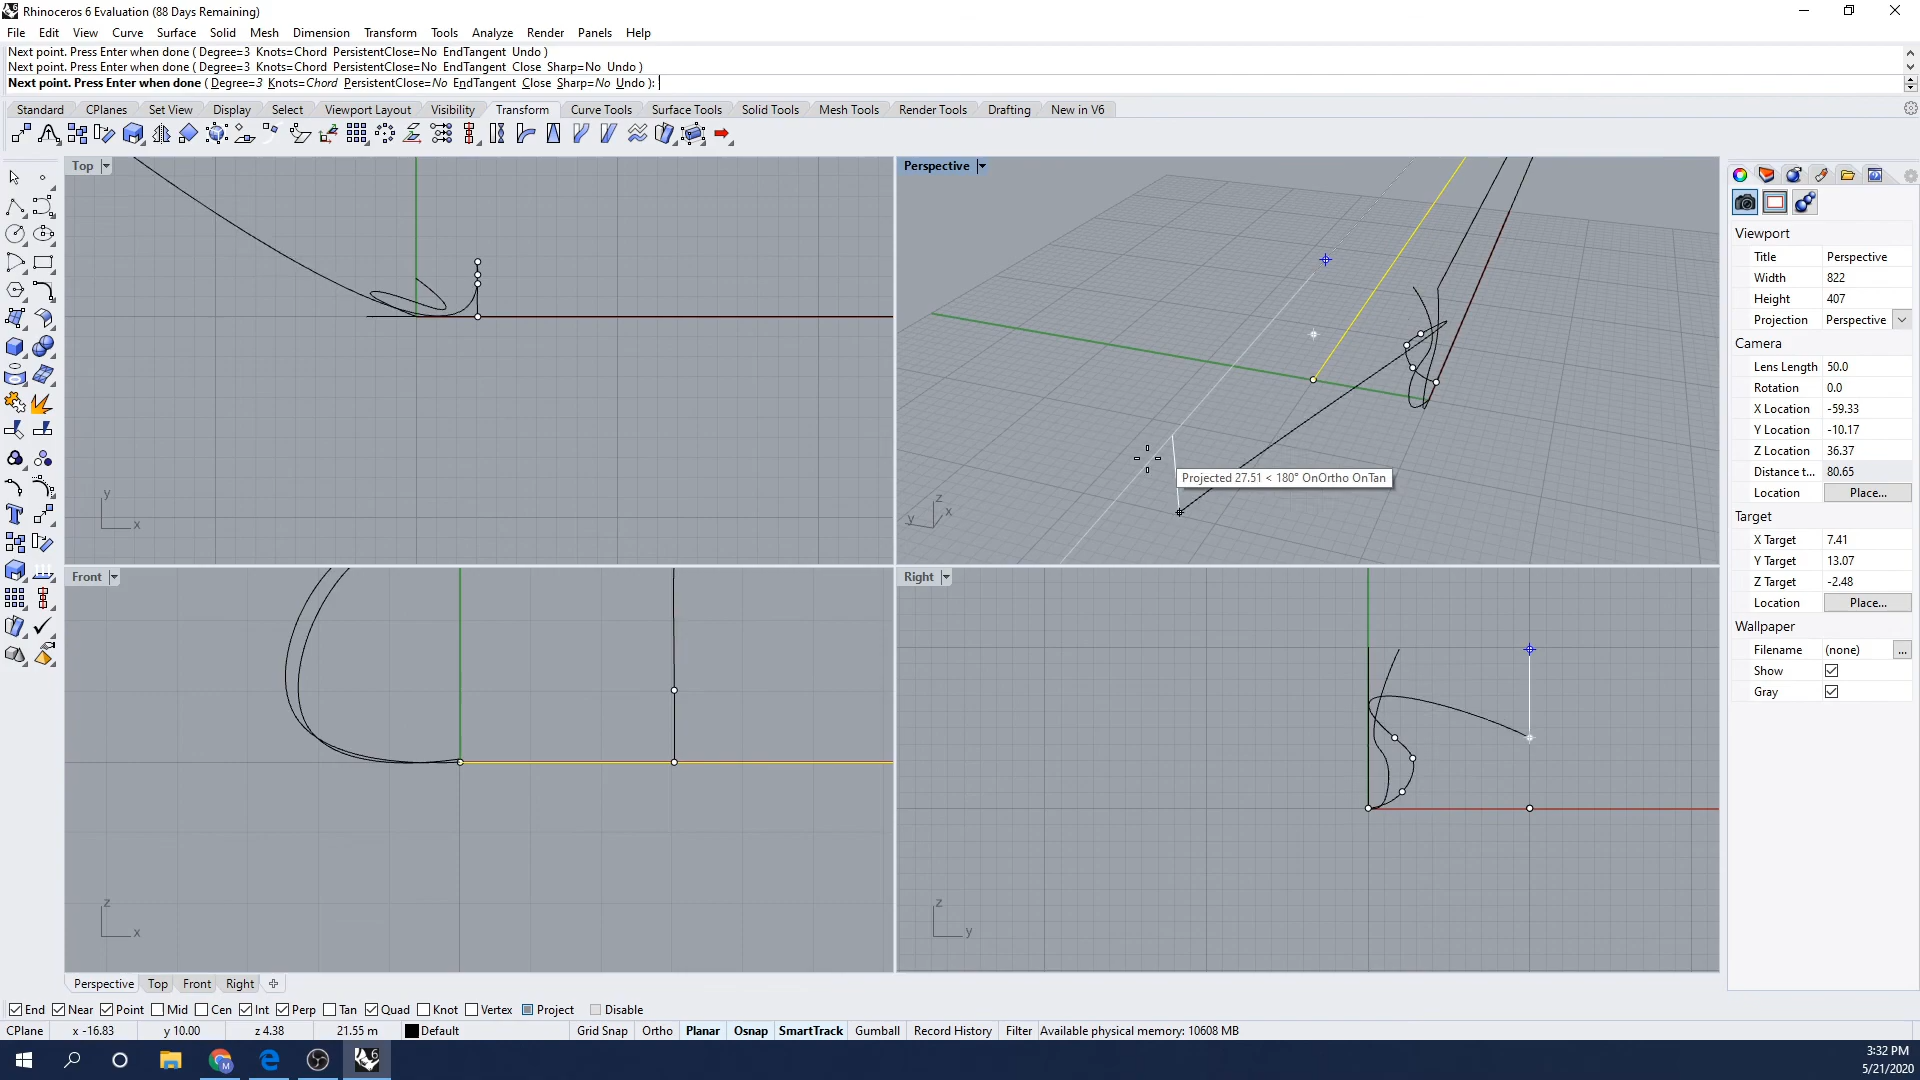 Rhinoceros 6 Evaluation (88 Days Remaining)
File Edit View Curve Surface Solid Mesh Dimension Transform Tools Analyze Render Panels Help
Next point. Press Enter when done ( Degree=3 Knots=Chord PersistentClose=No EndTangent Undo )
Next point. Press Enter when done ( Degree=3 Knots=Chord PersistentClose=No EndTangent Close Sharp=No Undo )
Next point. Press Enter when done ( Degree=3 Knots=Chord PersistentClose=No EndTangent Close Sharp=No Undo ):
Standard CPlanes Set View Display Select Viewport Layout Visibility Transform Curve Tools Surface Tools Solid Tools Mesh Tools Render Tools Drafting New in V6
Top
y
x
Perspective
Projected 27.51 < 180° OnOrtho OnTan
z
y x
Front
z
x
Right
z
y
Viewport
Title Perspective
Width 822
Height 407
Projection Perspective
Camera
Lens Length 50.0
Rotation 0.0
X Location -59.33
Y Location -10.17
Z Location 36.37
Distance t... 80.65
Location Place...
Target
X Target 7.41
Y Target 13.07
Z Target -2.48
Location Place...
Wallpaper
Filename (none) ...
Show
Gray
Perspective Top Front Right
End Near Point Mid Cen Int Perp Tan Quad Knot Vertex Project Disable
CPlane x -16.83 y 10.00 z 4.38 21.55 m Default Grid Snap Ortho Planar Osnap SmartTrack Gumball Record History Filter Available physical memory: 10608 MB
M
6
3:32 PM
5/21/2020